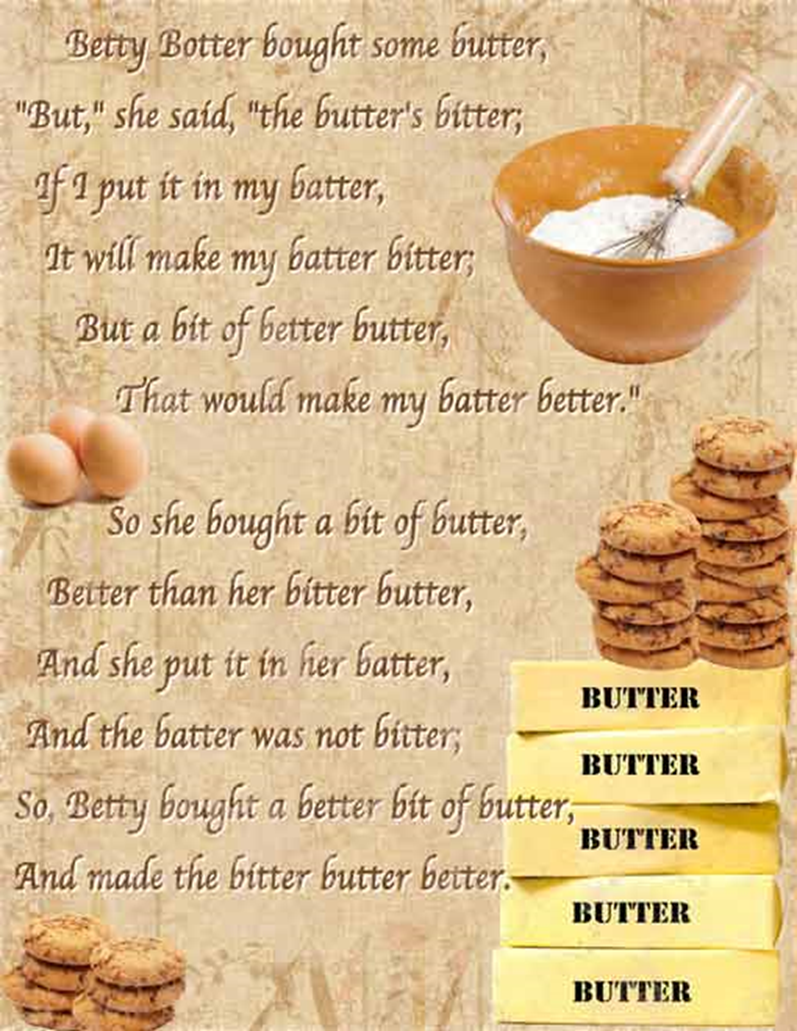 Betty Botter bought some butter,
"But," she said, "the butter's bitter;
If I put it in my batter,
It will make my batter bitter;
But a bit of better butter,
That would make my batter better."
So she bought a bit of butter,
Better than her bitter butter,
And she put it in her batter,
And the batter was not bitter;
So, Betty bought a better bit of butter,
And made the bitter butter better.
BUTTER
BUTTER
BUTTER
BUTTER
BUTTER